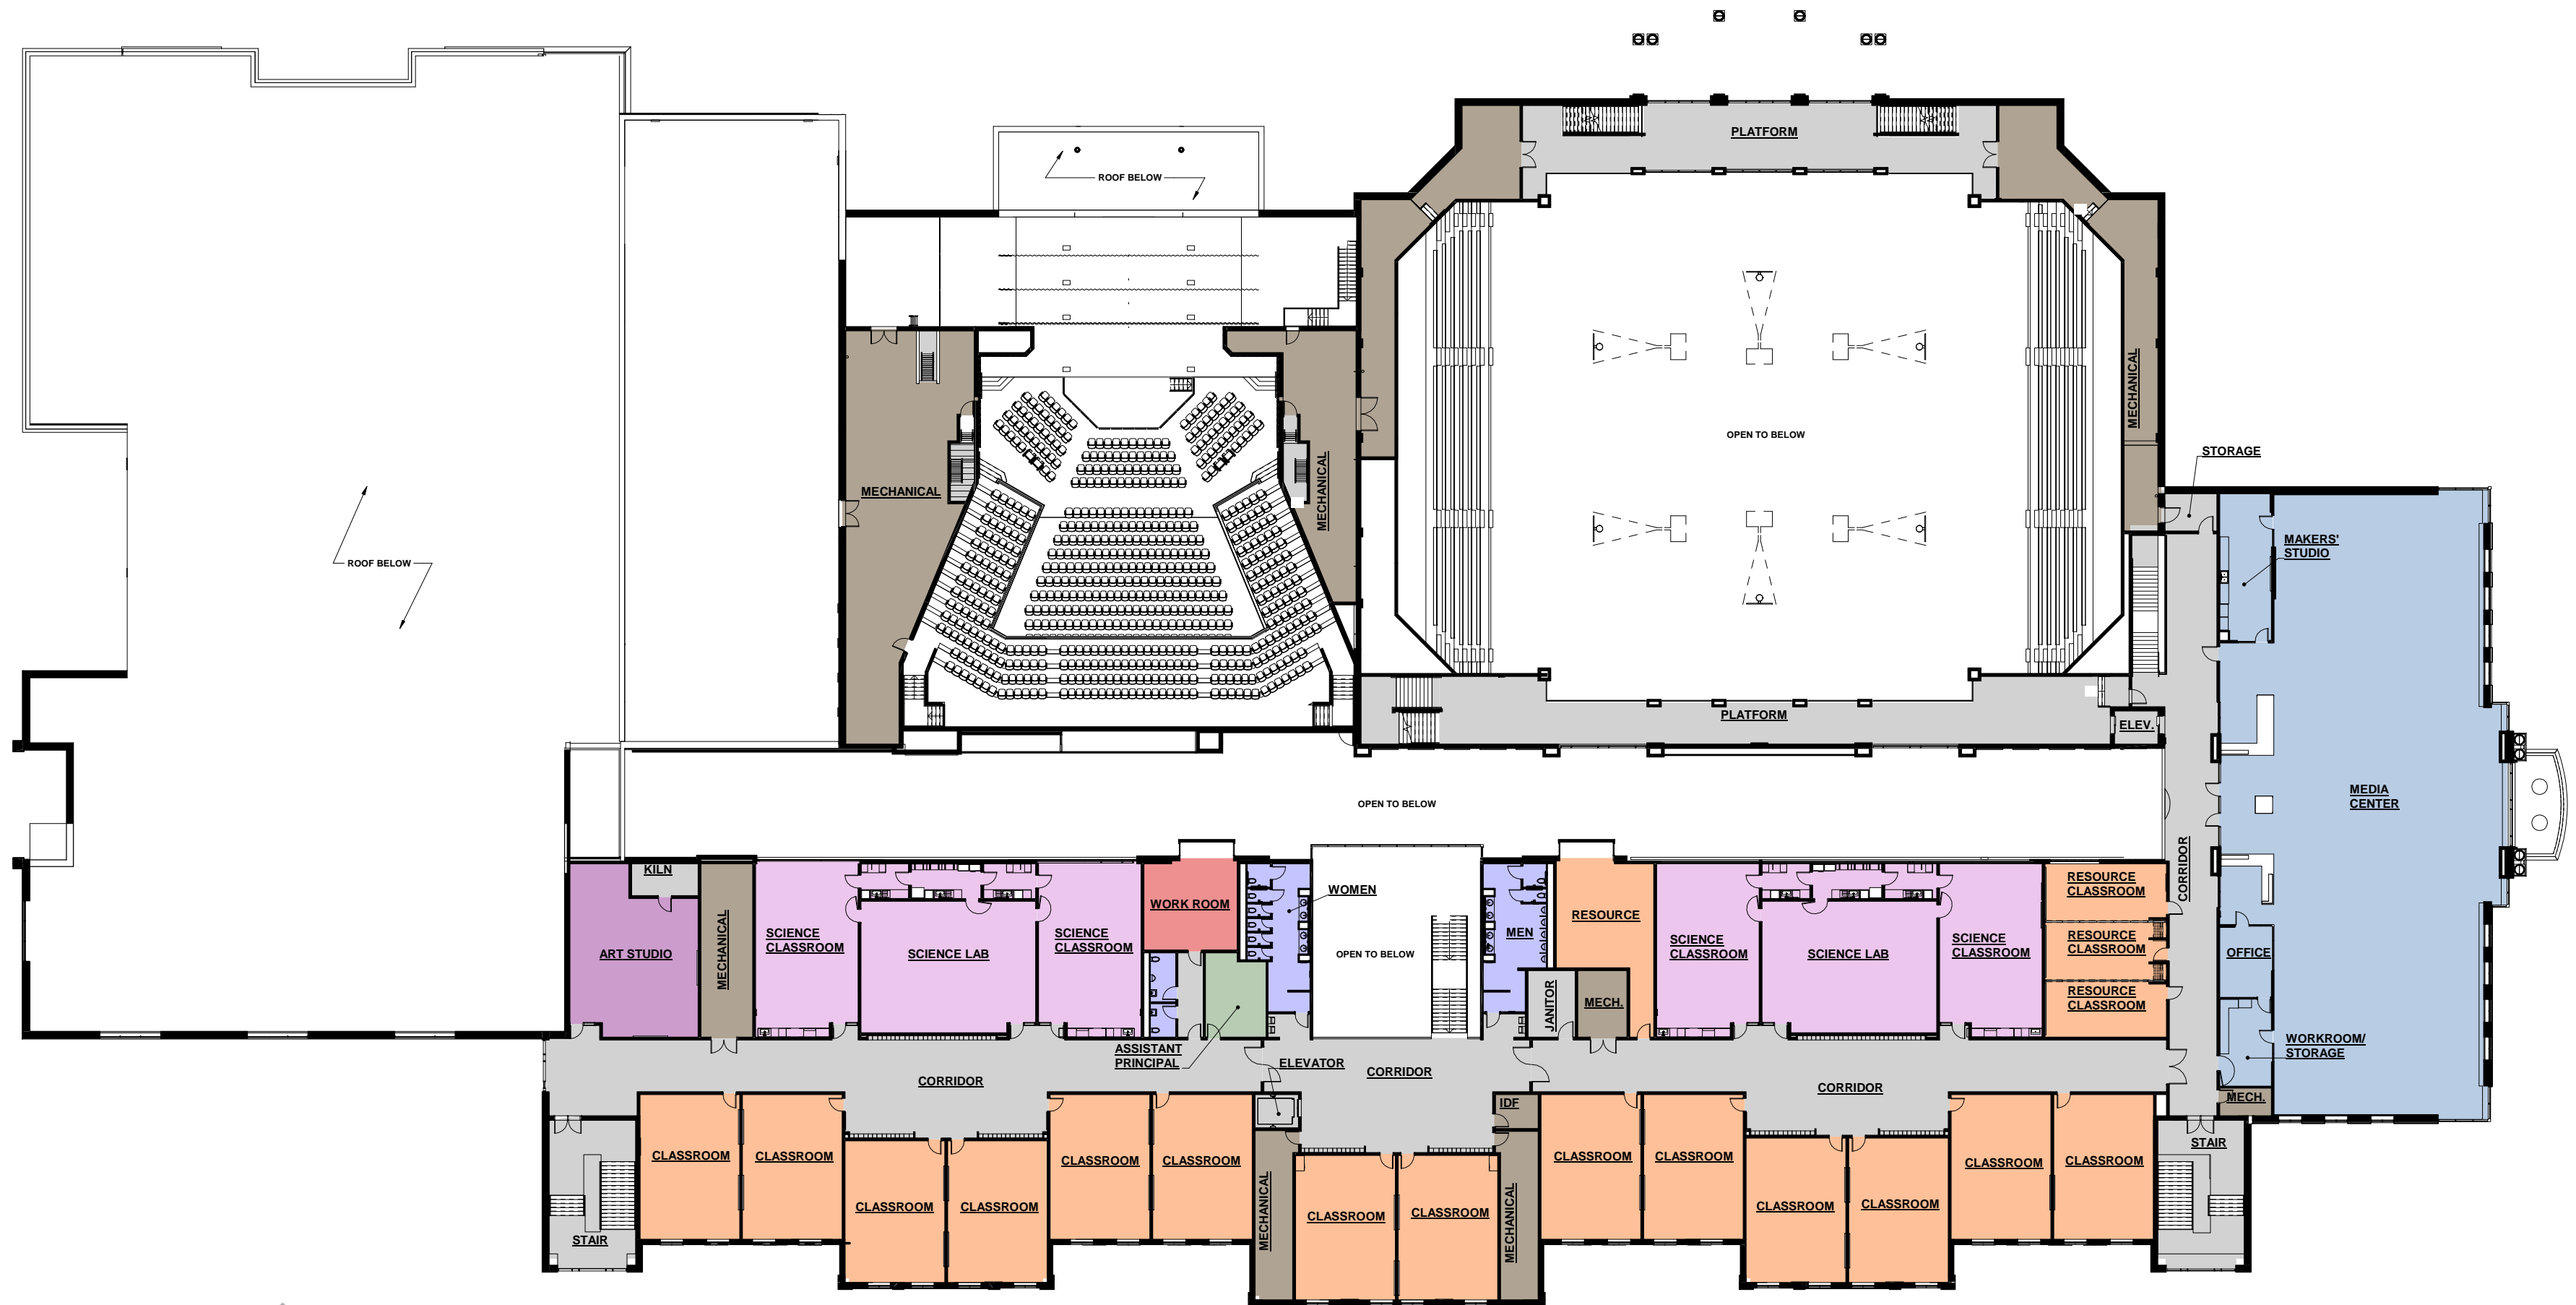 PLATFORM
ROOF BELOW
MECHANICAL
OPEN TO BELOW
STORAGE
MECHANICAL
MECHANICAL
MAKERS'
STUDIO
ROOF BELOW
PLATFORM
ELEV.
MEDIA
CENTER
OPEN TO BELOW
CORRIDOR
KILN
RESOURCE
CLASSROOM
WOMEN
WORK ROOM
RESOURCE
MECHANICAL
SCIENCE
CLASSROOM
SCIENCE
CLASSROOM
MEN
SCIENCE
CLASSROOM
SCIENCE
CLASSROOM
RESOURCE
CLASSROOM
ART STUDIO
SCIENCE LAB
OPEN TO BELOW
SCIENCE LAB
OFFICE
RESOURCE
CLASSROOM
JANITOR
MECH.
ASSISTANT
PRINCIPAL
ELEVATOR
WORKROOM/
STORAGE
CORRIDOR
CORRIDOR
CORRIDOR
MECH.
IDF
STAIR
CLASSROOM
CLASSROOM
CLASSROOM
CLASSROOM
CLASSROOM
CLASSROOM
CLASSROOM
CLASSROOM
CLASSROOM
CLASSROOM
CLASSROOM
CLASSROOM
MECHANICAL
CLASSROOM
CLASSROOM
MECHANICAL
STAIR